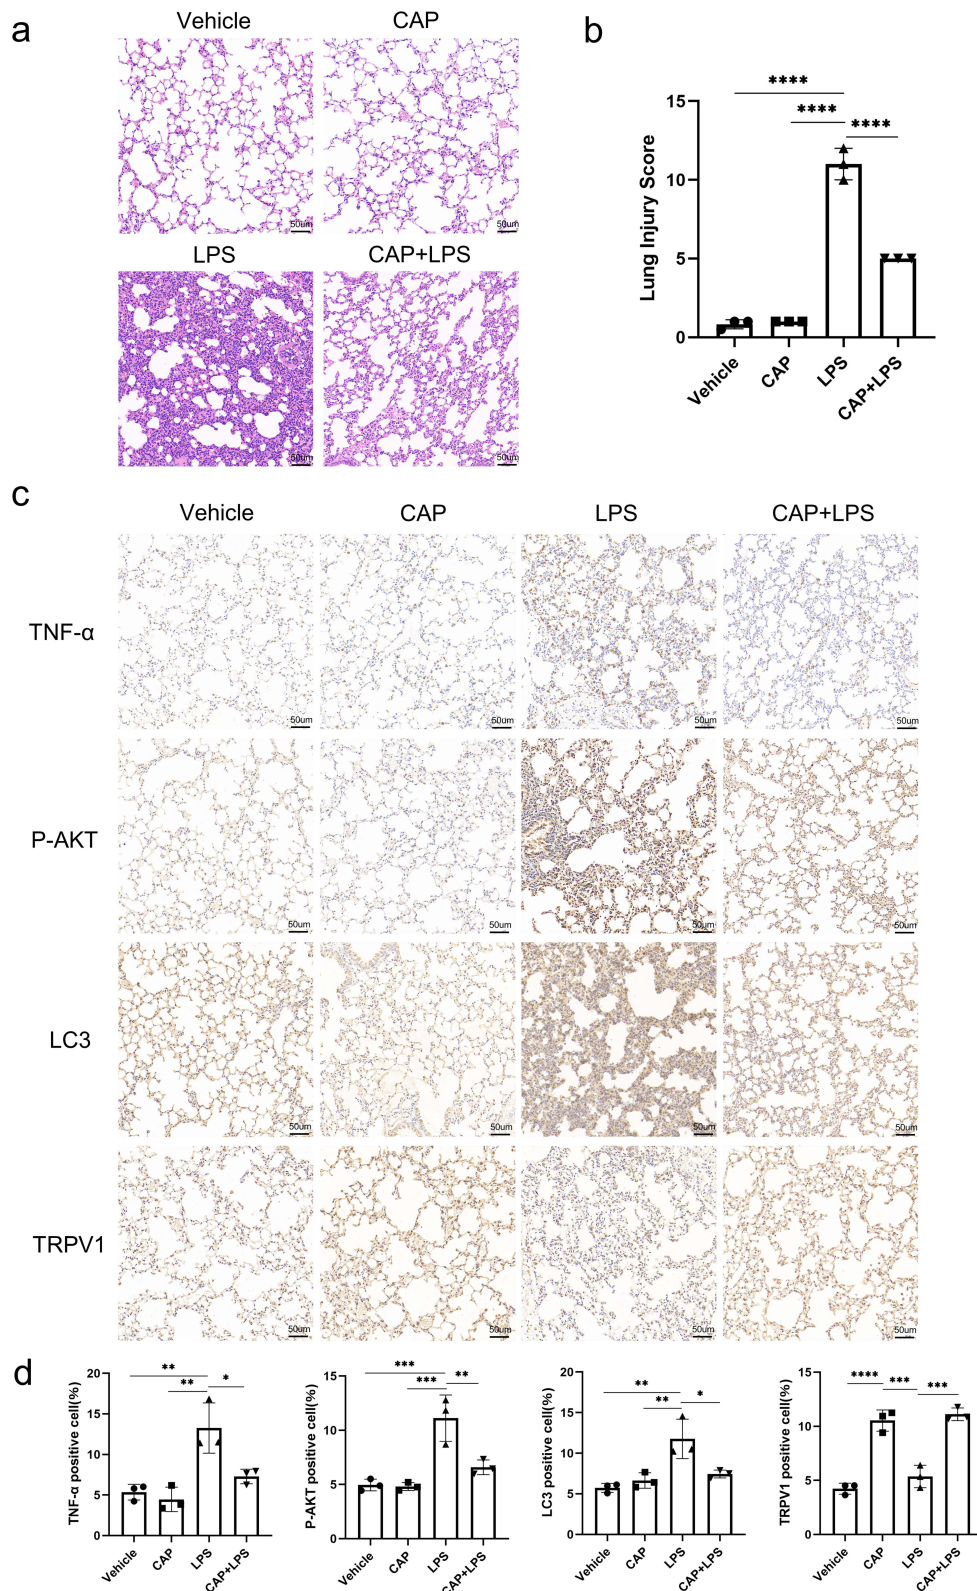 a
Vehicle CAP
50um 50um
LPS CAP+LPS
50um 50um
b
**** 
**** ****
Lung Injury Score
15
10
5
0
Vehicle CAP LPS CAP+LPS
c
Vehicle CAP LPS CAP+LPS
TNF-α
50um 50um 50um 50um
P-AKT
50um 50um 50um 50um
LC3
50um 50um 50um 50um
TRPV1
50um 50um 50um 50um
d
TNF-α positive cell(%)
20
15
10
5
0
**
** *
Vehicle CAP LPS CAP+LPS
P-AKT positive cell(%)
15
10
5
0
***
*** **
Vehicle CAP LPS CAP+LPS
LC3 positive cell(%)
20
15
10
5
0
**
** *
Vehicle CAP LPS CAP+LPS
TRPV1 positive cell(%)
15
10
5
0
**** *** ***
Vehicle CAP LPS CAP+LPS